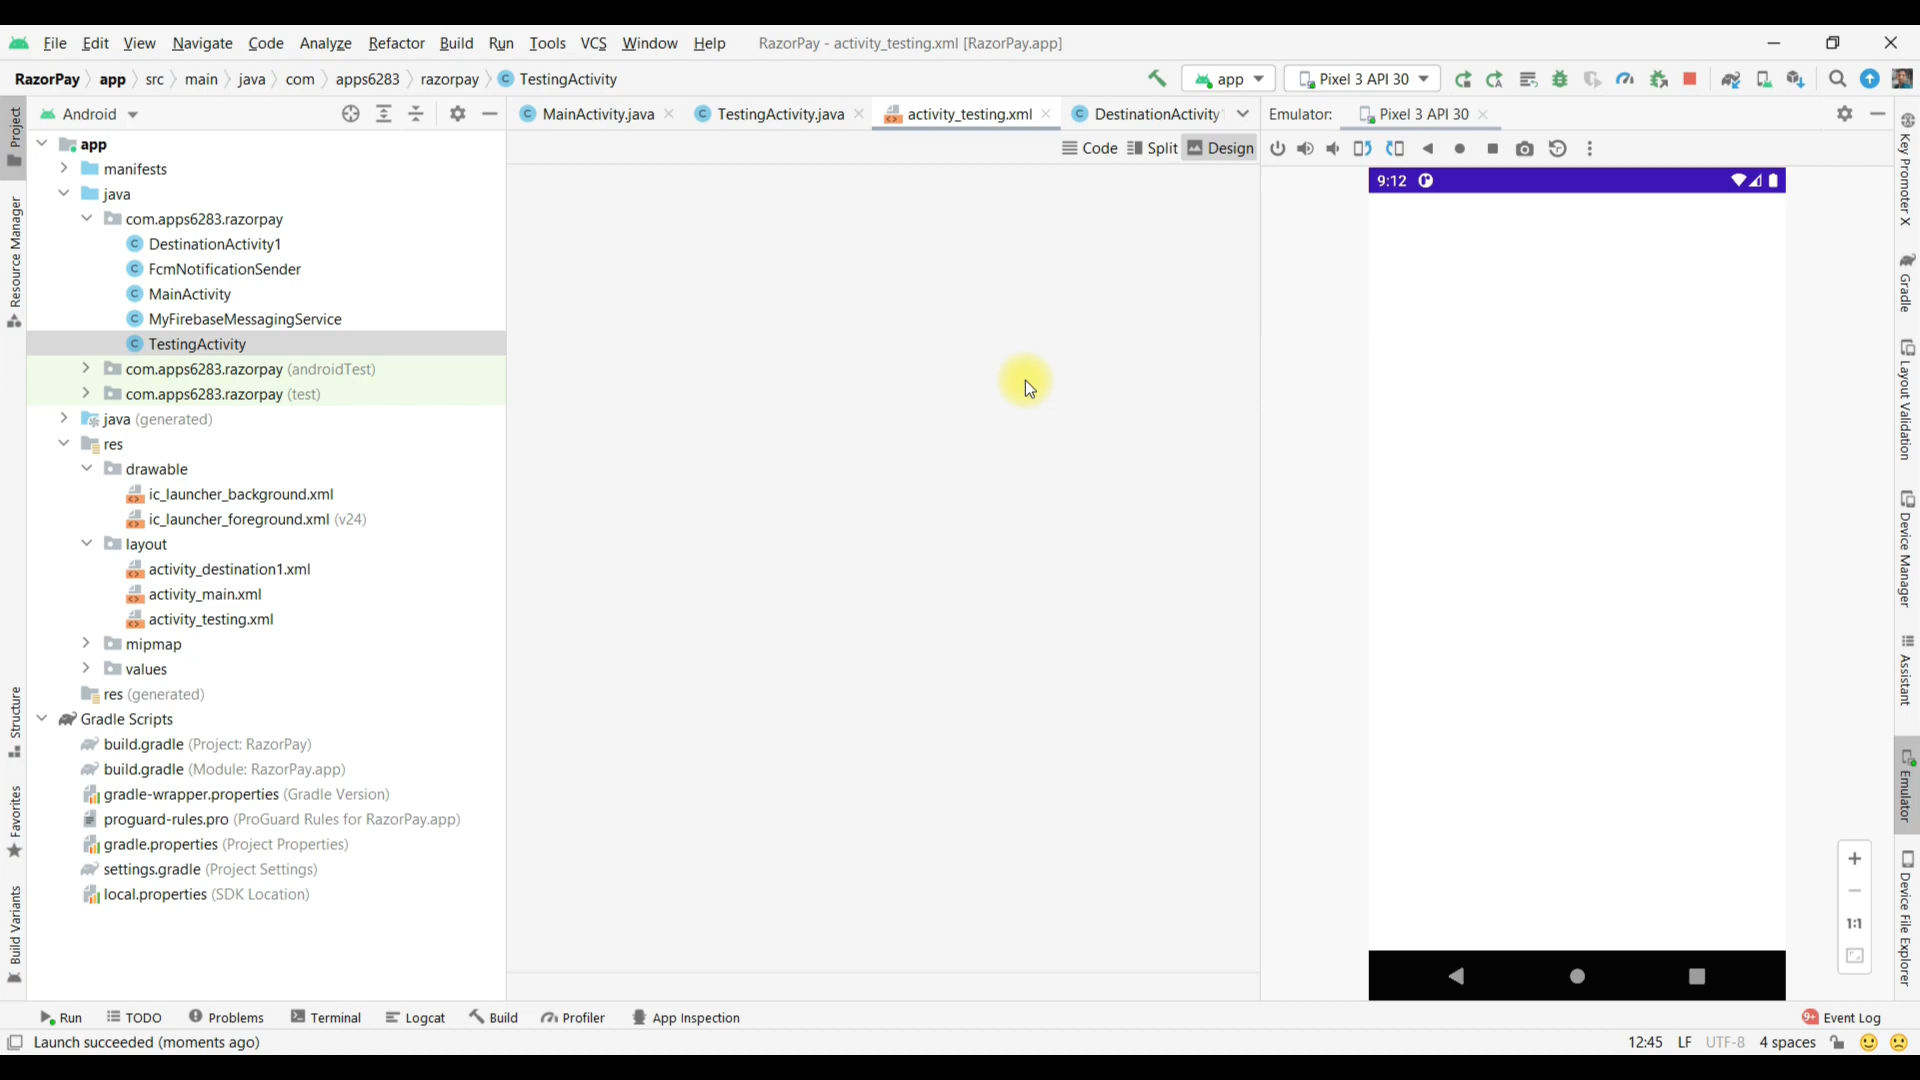 File Edit View Navigate Code Analyze Refactor Build Run Tools VCS Window Help RazorPay - activity_testing.xml [RazorPay.app]
RazorPay app src main java com apps6283 razorpay TestingActivity app Pixel 3 API 30
Android MainActivity.java TestingActivity.java activity_testing.xml DestinationActivity Emulator: Pixel 3 API 30
Code Split Design
9:12
app
manifests
java
com.apps6283.razorpay
DestinationActivity1
FcmNotificationSender
MainActivity
MyFirebaseMessagingService
TestingActivity
com.apps6283.razorpay (androidTest)
com.apps6283.razorpay (test)
java (generated)
res
drawable
ic_launcher_background.xml
ic_launcher_foreground.xml (v24)
layout
activity_destination1.xml
activity_main.xml
activity_testing.xml
mipmap
values
res (generated)
Gradle Scripts
build.gradle (Project: RazorPay)
build.gradle (Module: RazorPay.app)
gradle-wrapper.properties (Gradle Version)
proguard-rules.pro (ProGuard Rules for RazorPay.app)
gradle.properties (Project Properties)
settings.gradle (Project Settings)
local.properties (SDK Location)
Project
Resource Manager
Structure
Favorites
Build Variants
Key Promoter X
Gradle
Layout Validation
Device Manager
Assistant
Emulator
Device File Explorer
1:1
Run TODO Problems Terminal Logcat Build Profiler App Inspection 9+ Event Log
Launch succeeded (moments ago) 12:45 LF UTF-8 4 spaces